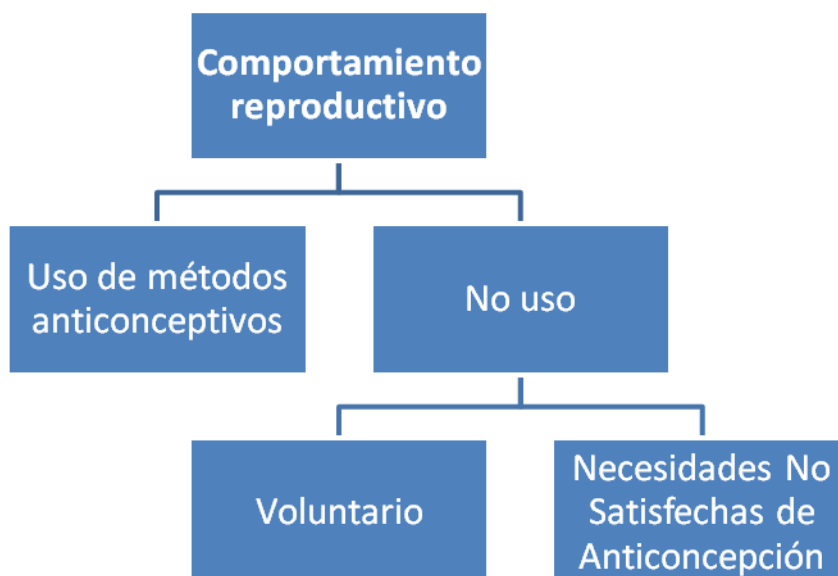 Comportamiento
reproductivo
Uso de métodos
anticonceptivos
No uso
Voluntario
Necesidades No
Satisfechas de
Anticoncepción